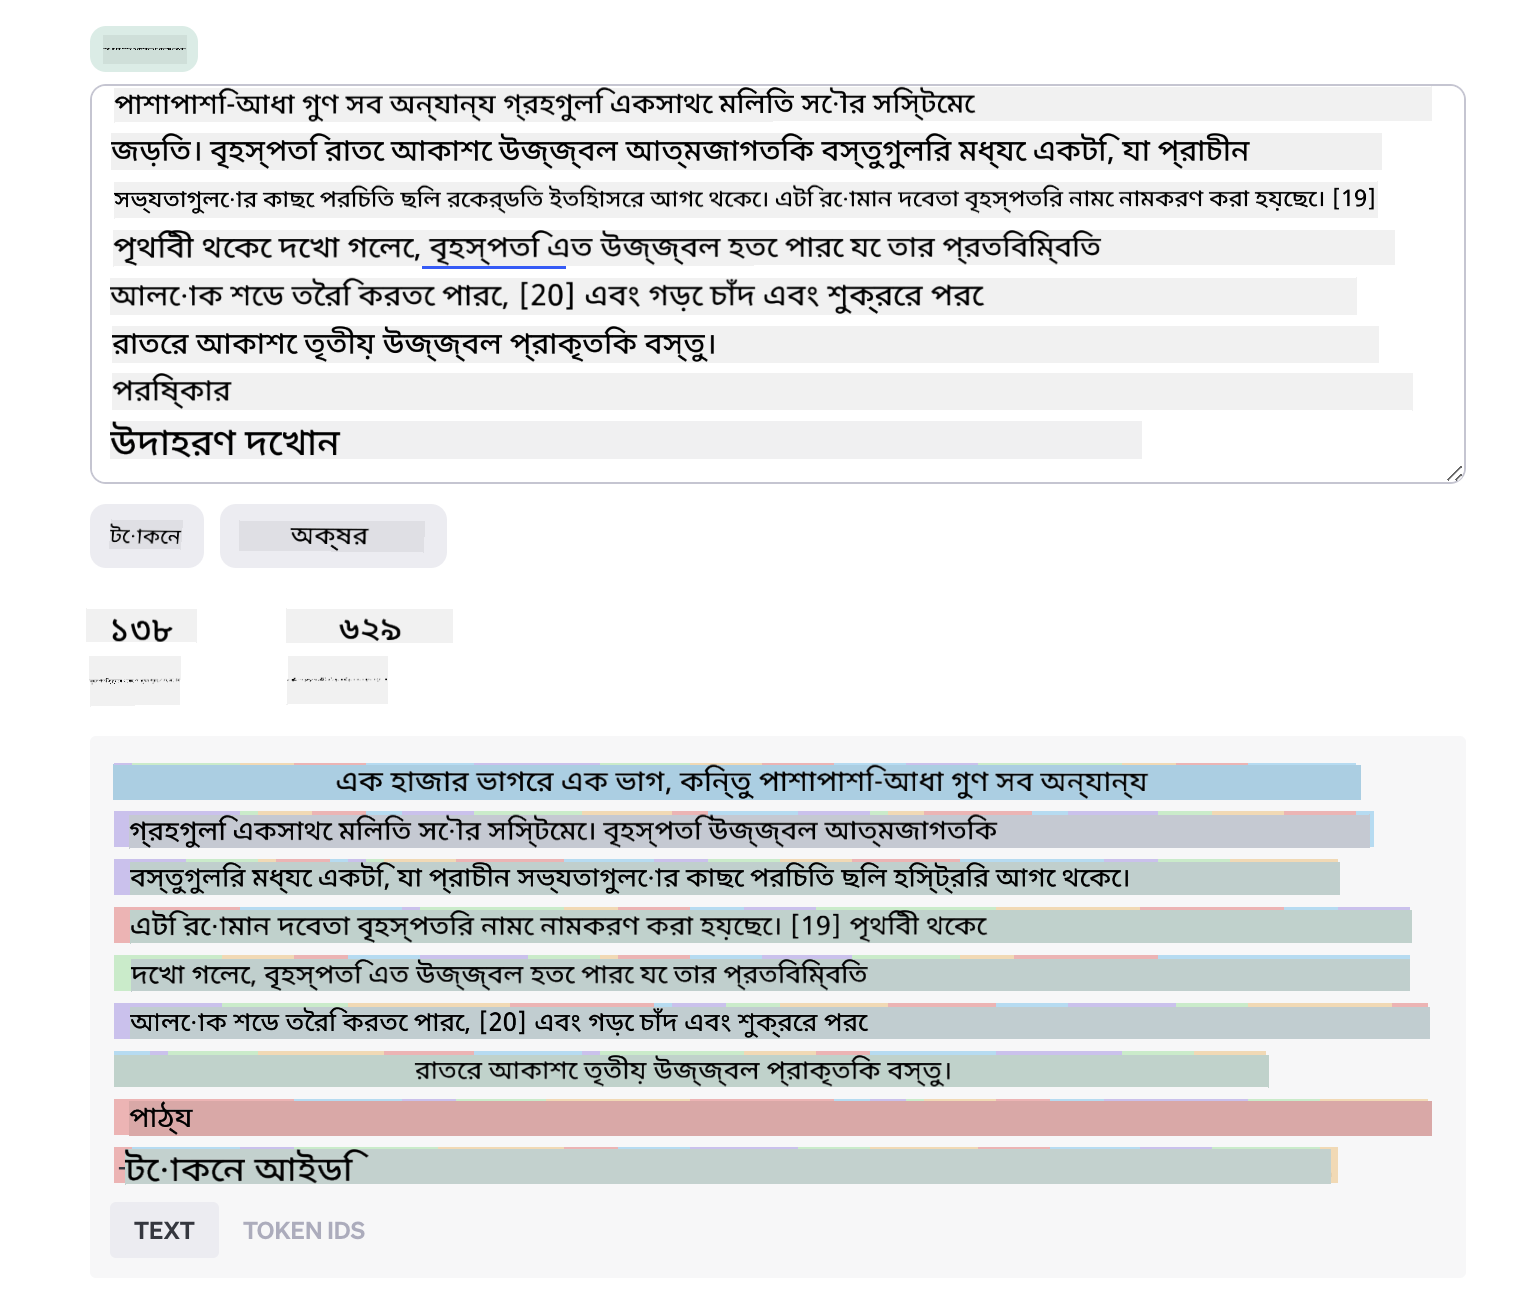 পাশাপাশি-আধা গুণ সব অন্যান্য গ্রহগুলি একসাথে মিলিত সৌর সিস্টেমে
জড়িত। বৃহস্পতি রাতে আকাশে উজ্জ্বল আত্মজাগতিক বস্তুগুলির মধ্যে একটি, যা প্রাচীন
সভ্যতাগুলোর কাছে পরিচিত ছিল রেকর্ডিত ইতিহাসের আগে থেকে। এটি রোমান দেবতা বৃহস্পতির নামে নামকরণ করা হয়েছে। [19]
পৃথিবী থেকে দেখা গেলে, বৃহস্পতি এত উজ্জ্বল হতে পারে যে তার প্রতিবিম্বিত
আলোক শেড তৈরি করতে পারে, [20] এবং গড়ে চাঁদ এবং শুক্রের পরে
রাতের আকাশে তৃতীয় উজ্জ্বল প্রাকৃতিক বস্তু।
পরিষ্কার
উদাহরণ দেখান
টোকেন
অক্ষর
১৩৮
৬২৯
এক হাজার ভাগের এক ভাগ, কিন্তু পাশাপাশি-আধা গুণ সব অন্যান্য
গ্রহগুলি একসাথে মিলিত সৌর সিস্টেমে। বৃহস্পতি উজ্জ্বল আত্মজাগতিক
বস্তুগুলির মধ্যে একটি, যা প্রাচীন সভ্যতাগুলোর কাছে পরিচিত ছিল হিস্ট্রির আগে থেকে।
এটি রোমান দেবতা বৃহস্পতির নামে নামকরণ করা হয়েছে। [19] পৃথিবী থেকে
দেখা গেলে, বৃহস্পতি এত উজ্জ্বল হতে পারে যে তার প্রতিবিম্বিত
আলোক শেড তৈরি করতে পারে, [20] এবং গড়ে চাঁদ এবং শুক্রের পরে
রাতের আকাশে তৃতীয় উজ্জ্বল প্রাকৃতিক বস্তু।
পাঠ্য
-টোকেন আইডি
TEXT
TOKEN IDS